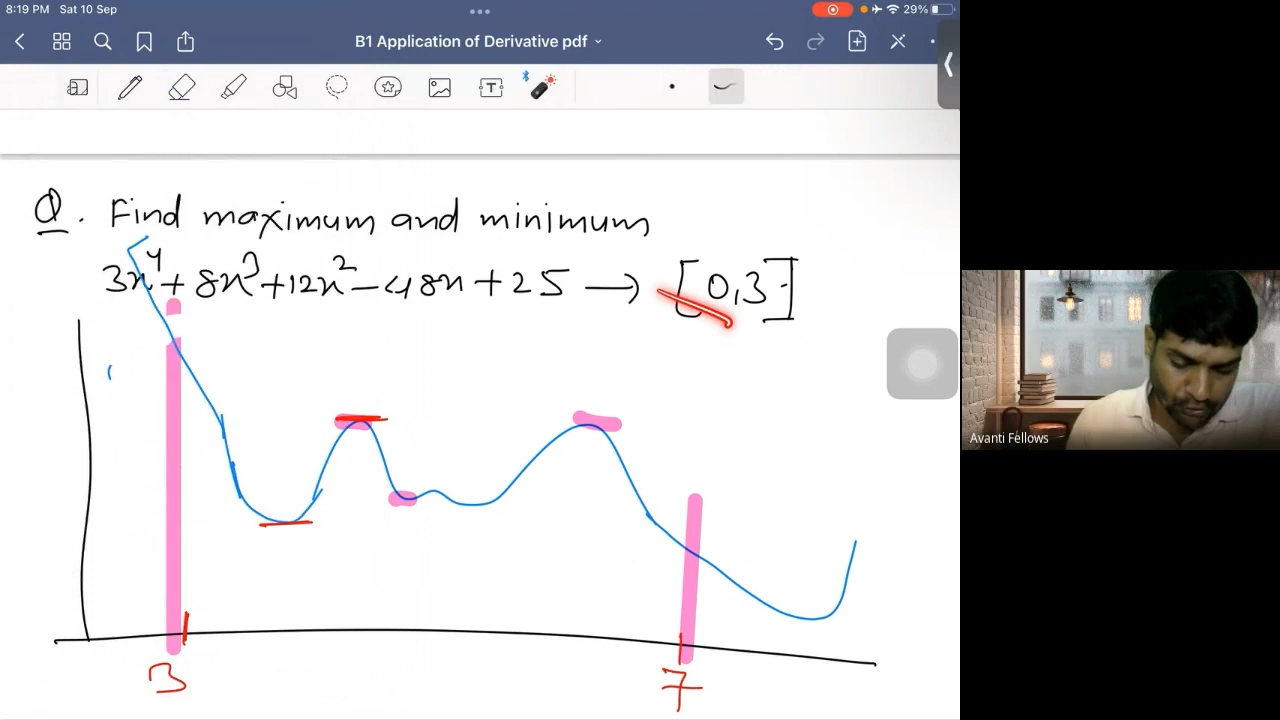 8:19 PM Sat 10 Sep
29%
B1 Application of Derivative pdf
T
Q. Find maximum and minimum
3x⁴ + 8x³ + 12x² - 48x + 25 → [0,3]
Avanti Fellows
3
7